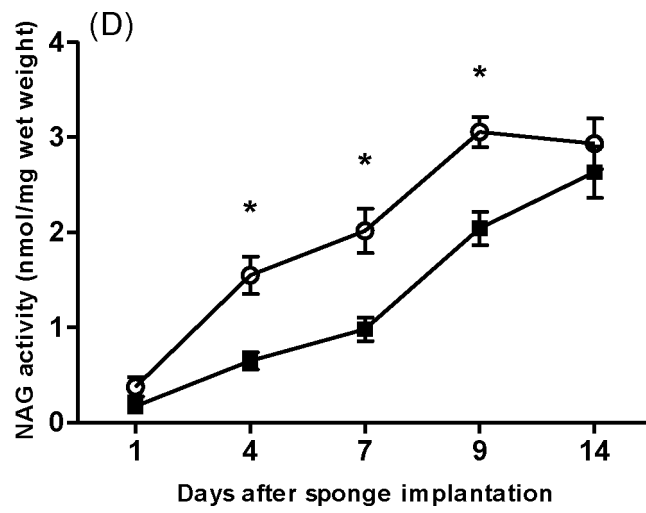 (D)
NAG activity (nmol/mg wet weight)
4
3
2
1
0
*
*
*
1 4 7 9 14
Days after sponge implantation